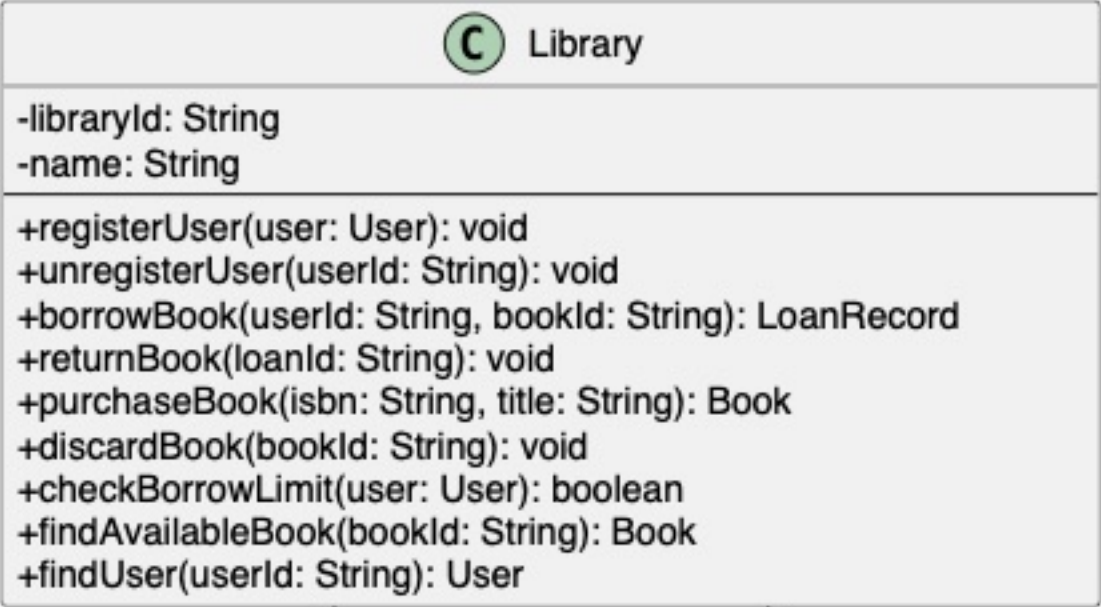 C Library
-libraryId: String
-name: String
+registerUser(user: User): void
+unregisterUser(userId: String): void
+borrowBook(userId: String, bookId: String): LoanRecord
+returnBook(loanId: String): void
+purchaseBook(isbn: String, title: String): Book
+discardBook(bookId: String): void
+checkBorrowLimit(user: User): boolean
+findAvailableBook(bookId: String): Book
+findUser(userId: String): User